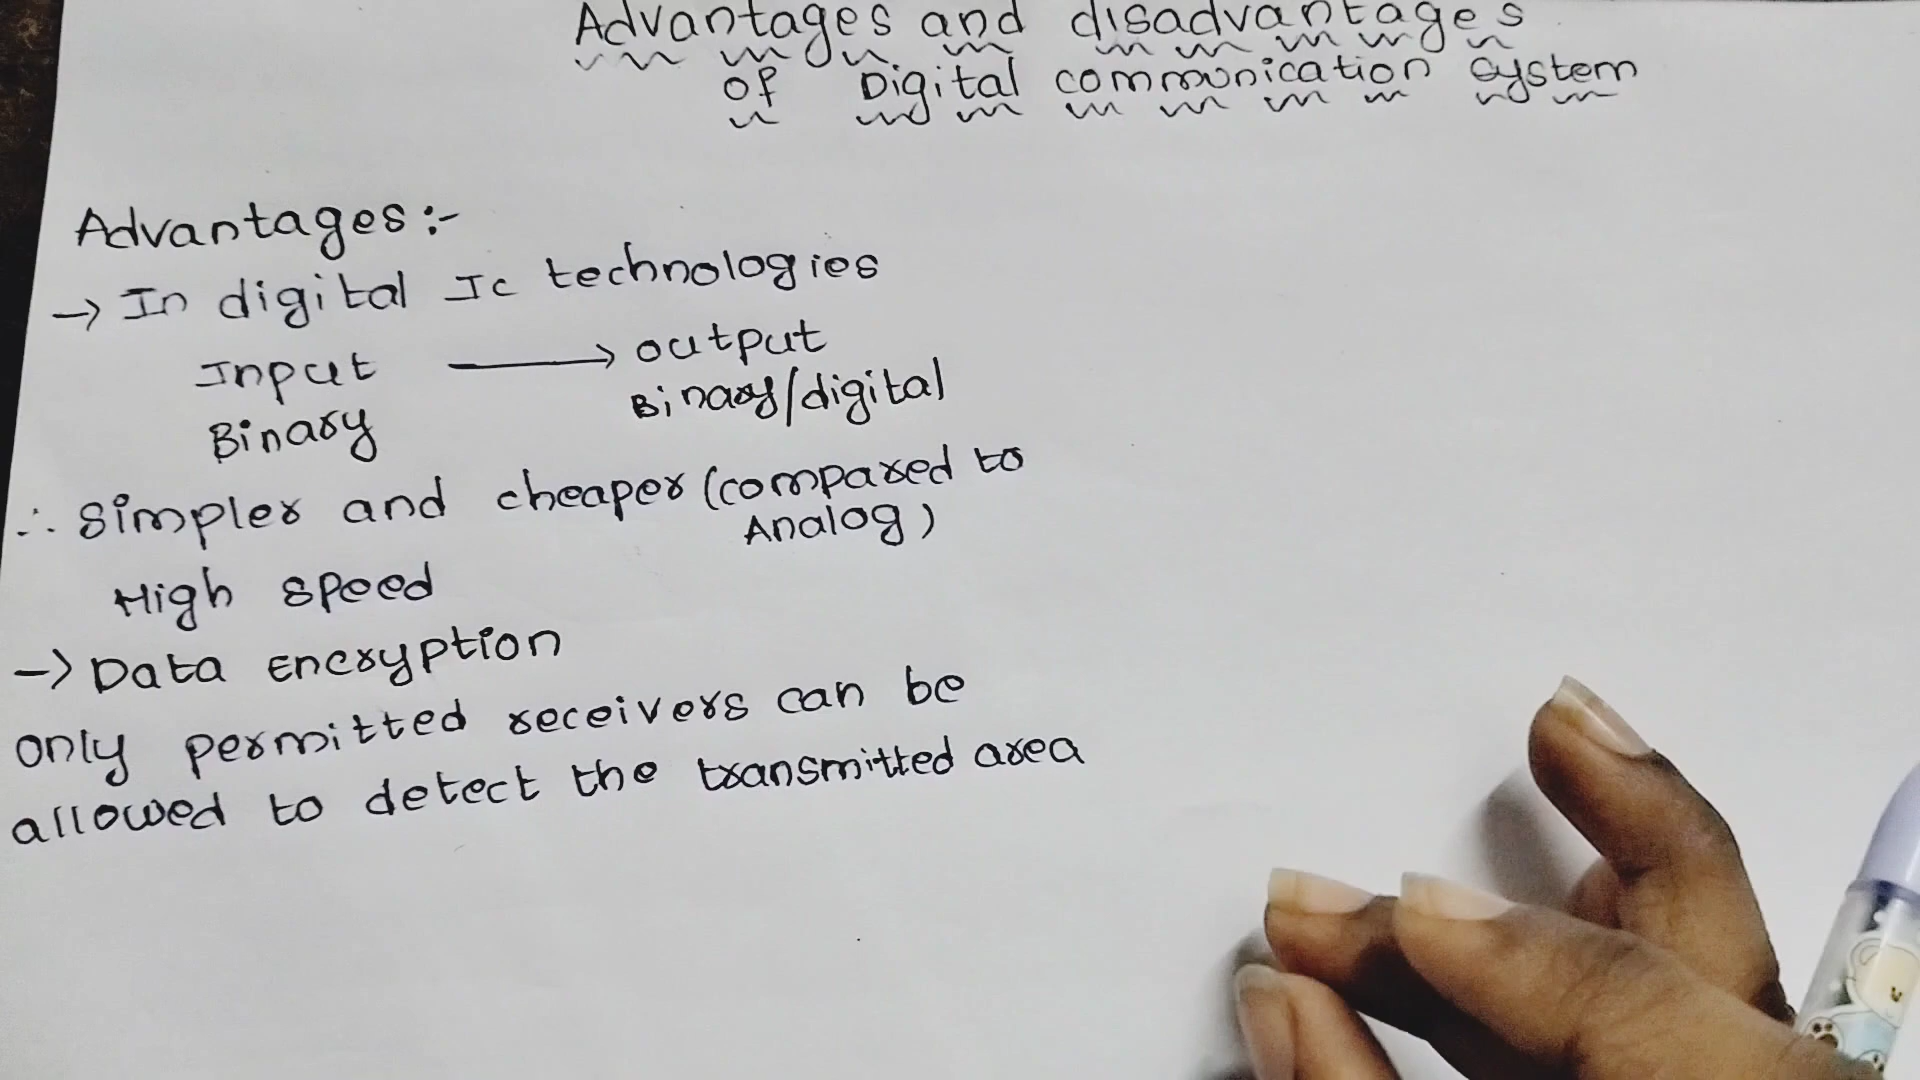 Advantages and disadvantages
of Digital communication system
Advantages:-
→ In digital Ic technologies
Input → output
Binary Binary/digital
∴ simpler and cheaper (compared to
Analog)
High speed
→ Data Encryption
only permitted receivers can be
allowed to detect the transmitted area